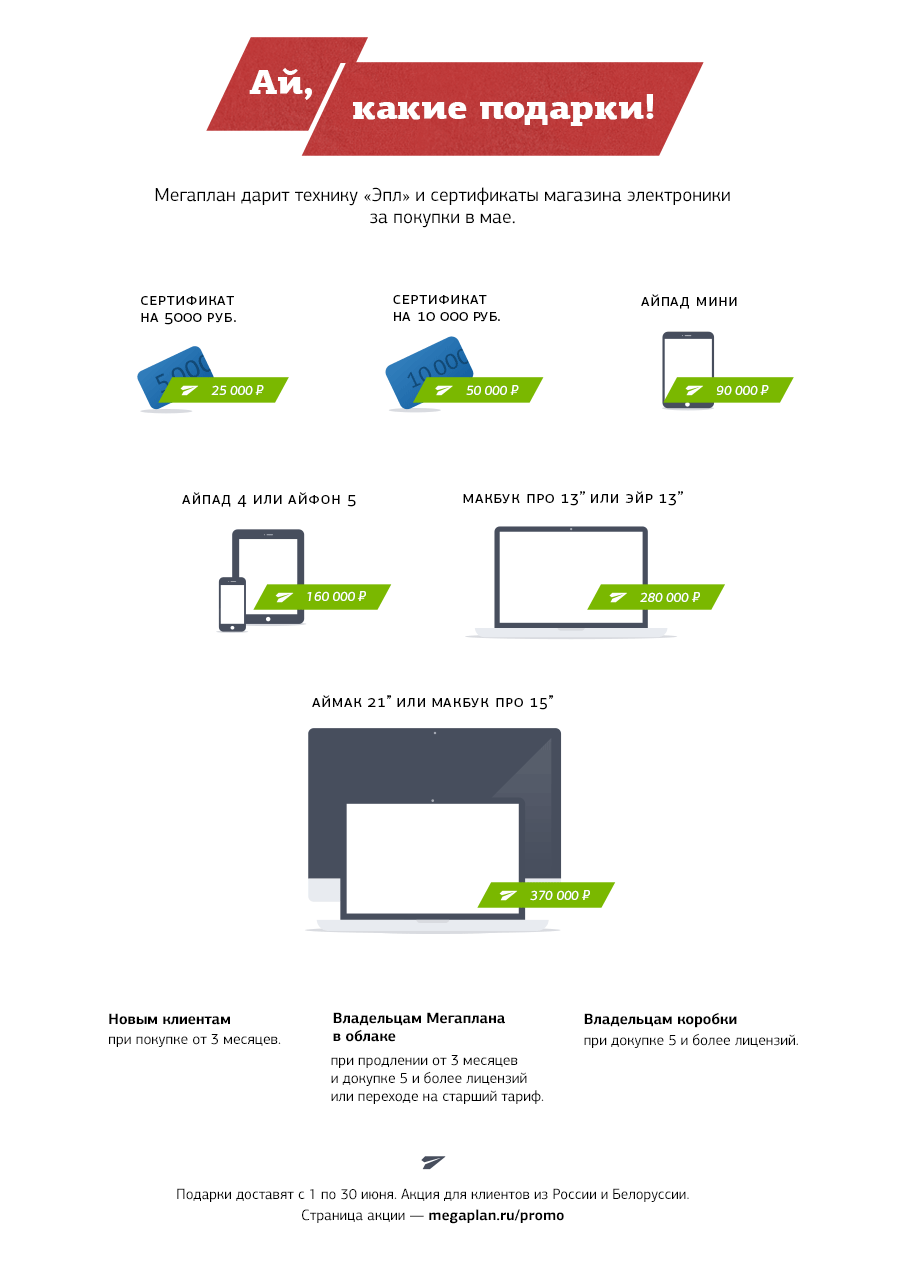 Ай,
какие подарки!
Мегаплан дарит технику «Эпл» и сертификаты магазина электроники
за покупки в мае.
СЕРТИФИКАТ
НА 5000 РУБ.
5 000
25 000 ₽
СЕРТИФИКАТ
НА 10 000 РУБ.
10 000
50 000 ₽
АЙПАД МИНИ
90 000 ₽
АЙПАД 4 ИЛИ АЙФОН 5
160 000 ₽
МАКБУК ПРО 13” ИЛИ ЭЙР 13”
280 000 ₽
АЙМАК 21” ИЛИ МАКБУК ПРО 15”
370 000 ₽
Новым клиентам
при покупке от 3 месяцев.
Владельцам Мегаплана
в облаке
при продлении от 3 месяцев
и докупке 5 и более лицензий
или переходе на старший тариф.
Владельцам коробки
при докупке 5 и более лицензий.
Подарки доставят с 1 по 30 июня. Акция для клиентов из России и Белоруссии.
Страница акции — megaplan.ru/promo